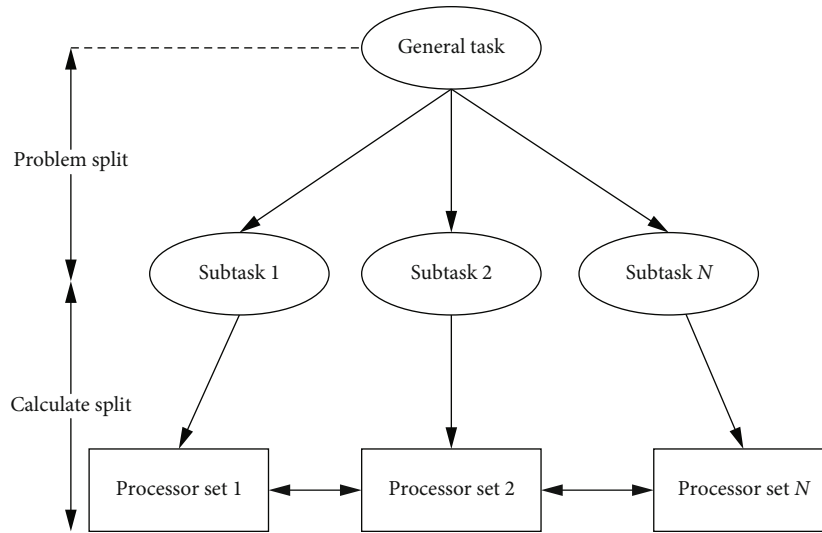 General task
Problem split
Subtask 1
Subtask 2
Subtask N
Calculate split
Processor set 1
Processor set 2
Processor set N